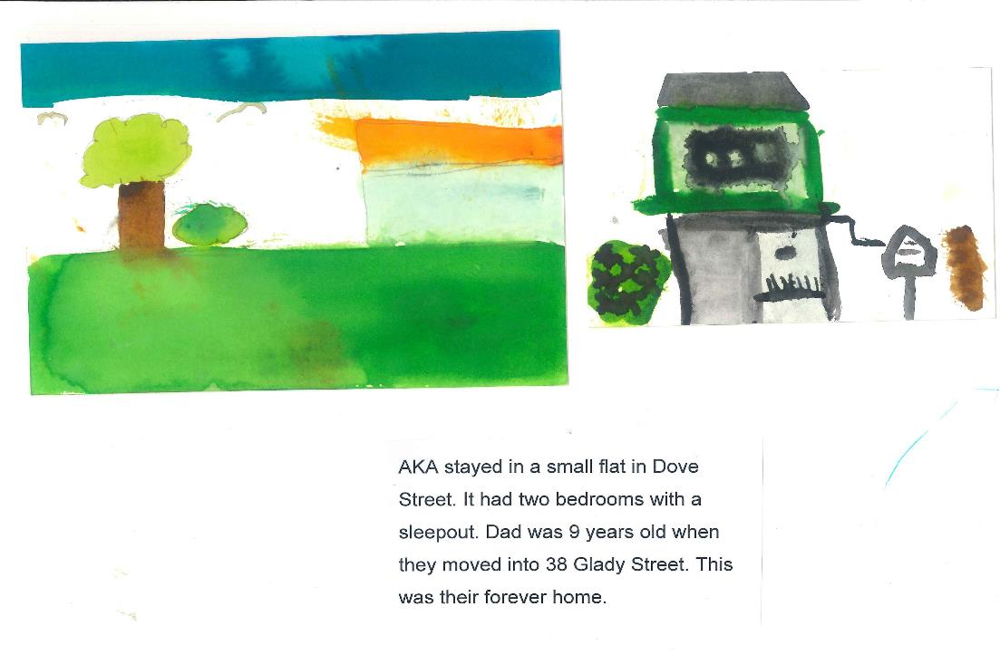 AKA stayed in a small flat in Dove
Street. It had two bedrooms with a
sleepout. Dad was 9 years old when
they moved into 38 Glady Street. This
was their forever home.